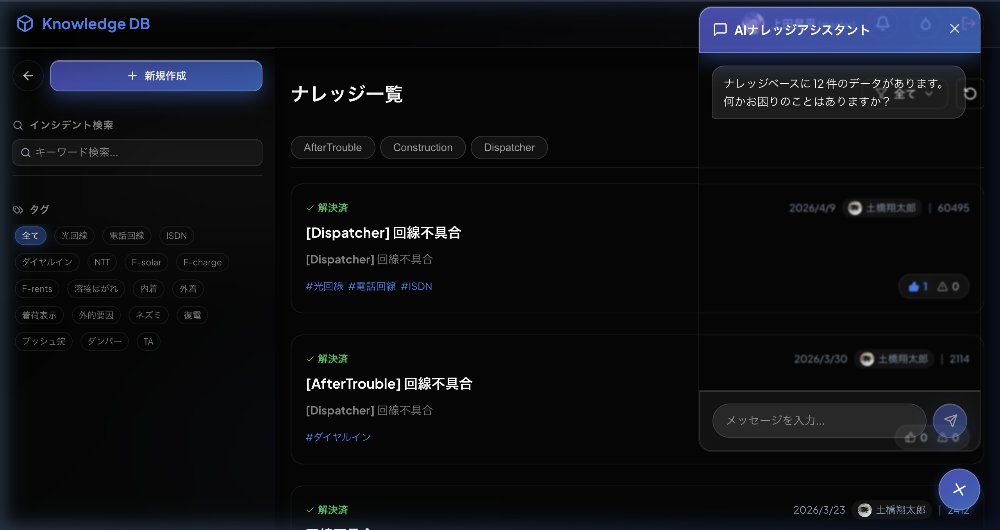 Knowledge DB
新規作成
インシデント検索
キーワード検索...
タグ
全て 光回線 電話回線 ISDN
ダイヤルイン NTT F-solar F-charge
F-rents 溶接はがれ 内着 外着
着荷表示 外的要因 ネズミ 復電
プッシュ錠 ダンパー TA
ナレッジ一覧
全て
AfterTrouble Construction Dispatcher
解決済
2026/4/9 土橋翔太郎 | 60495
[Dispatcher] 回線不具合
[Dispatcher] 回線不具合
#光回線 #電話回線 #ISDN
1 0
解決済
2026/3/30 土橋翔太郎 | 2114
[AfterTrouble] 回線不具合
[Dispatcher] 回線不具合
#ダイヤルイン
0 0
解決済
2026/3/23 土橋翔太郎 | 2412
AIナレッジアシスタント
ナレッジベースに 12 件のデータがあります。
何かお困りのことはありますか？
メッセージを入力...